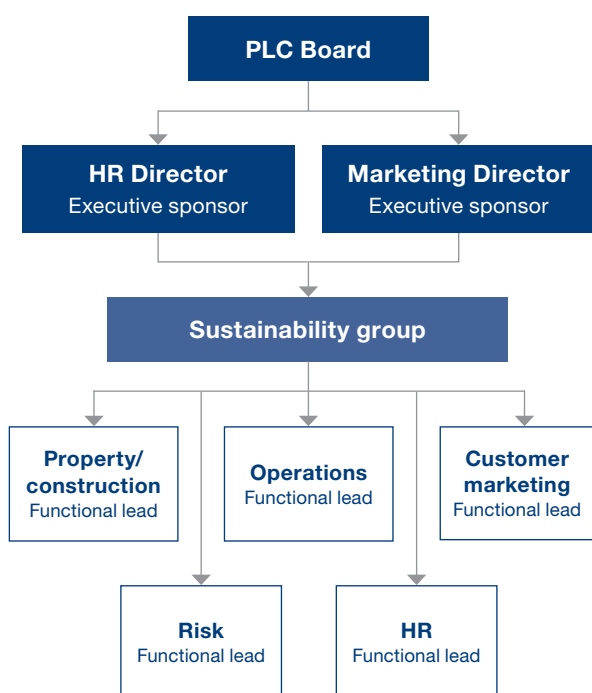 PLC Board
HR Director
Executive sponsor
Marketing Director
Executive sponsor
Sustainability group
Property/
construction
Functional lead
Operations
Functional lead
Customer
marketing
Functional lead
Risk
Functional lead
HR
Functional lead